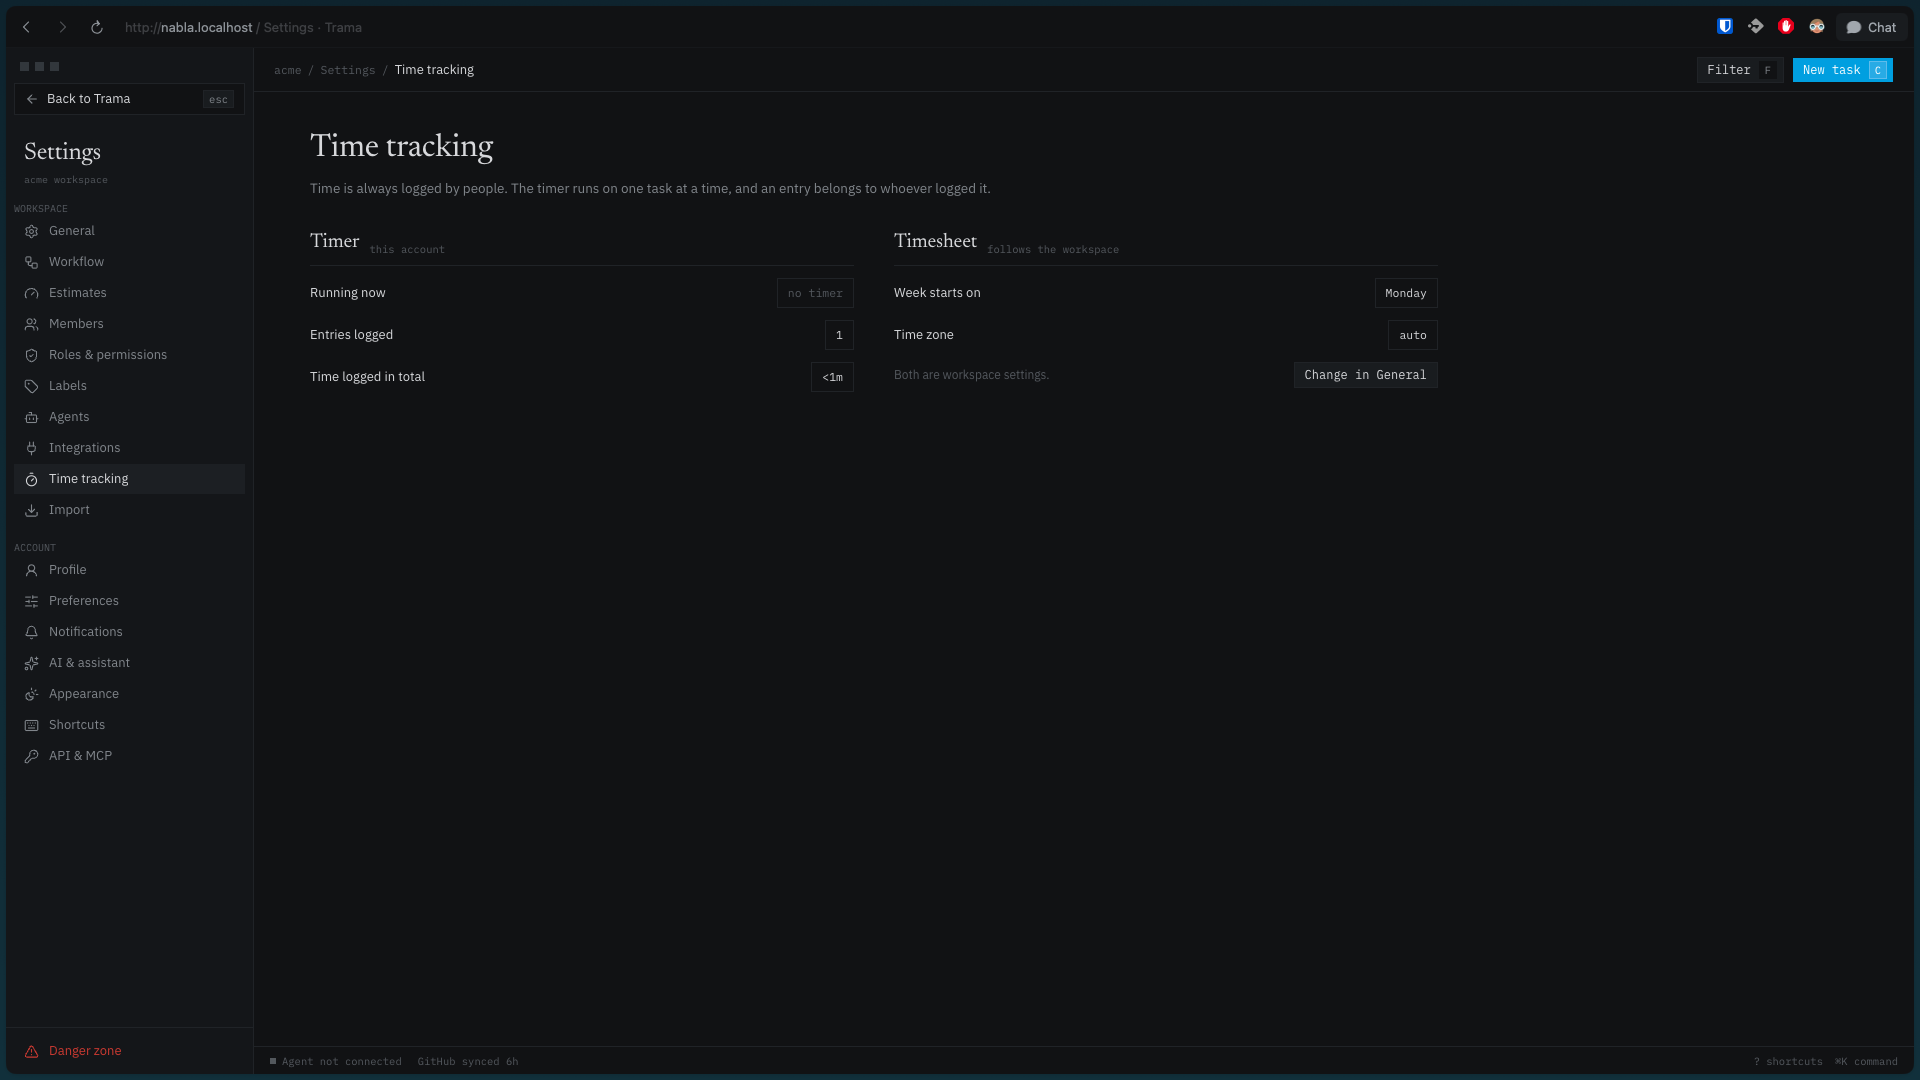 http://nabla.localhost / Settings · Trama
Chat
Back to Trama esc
Settings
acme workspace
WORKSPACE
General
Workflow
Estimates
Members
Roles & permissions
Labels
Agents
Integrations
Time tracking
Import
ACCOUNT
Profile
Preferences
Notifications
AI & assistant
Appearance
Shortcuts
API & MCP
Danger zone
acme / Settings / Time tracking
Filter F
New task C
Time tracking
Time is always logged by people. The timer runs on one task at a time, and an entry belongs to whoever logged it.
Timer this account
Running now no timer
Entries logged 1
Time logged in total <1m
Timesheet follows the workspace
Week starts on Monday
Time zone auto
Both are workspace settings. Change in General
Agent not connected GitHub synced 6h
? shortcuts ⌘K command